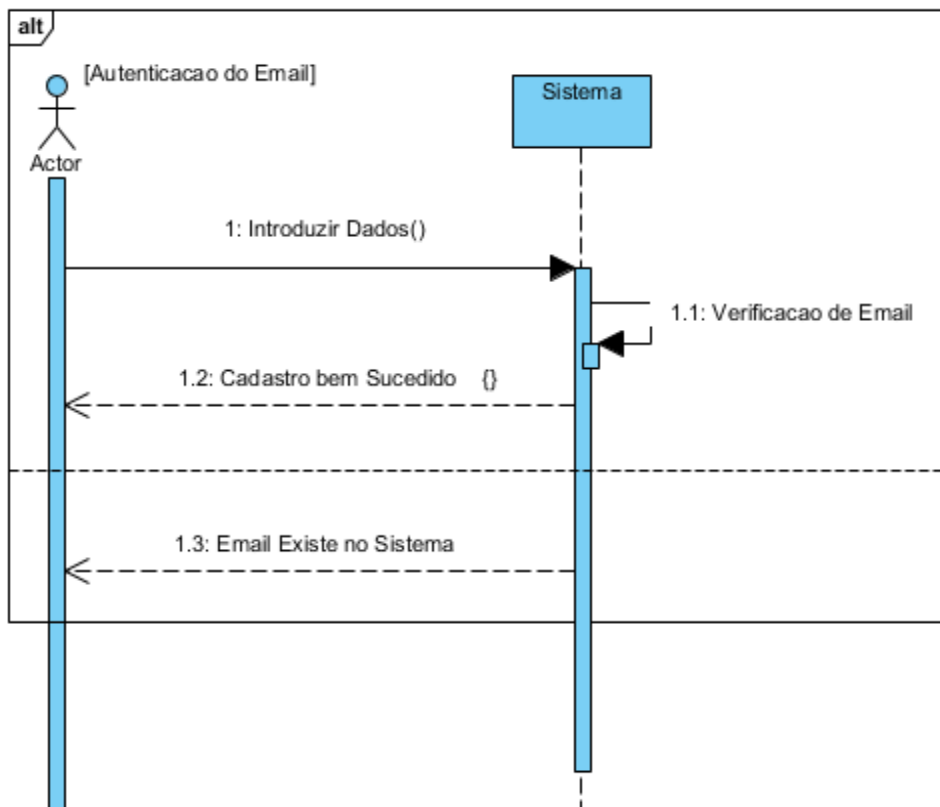 alt
[Autenticacao do Email]
Sistema
Actor
1: Introduzir Dados()
1.1: Verificacao de Email
1.2: Cadastro bem Sucedido {}
1.3: Email Existe no Sistema